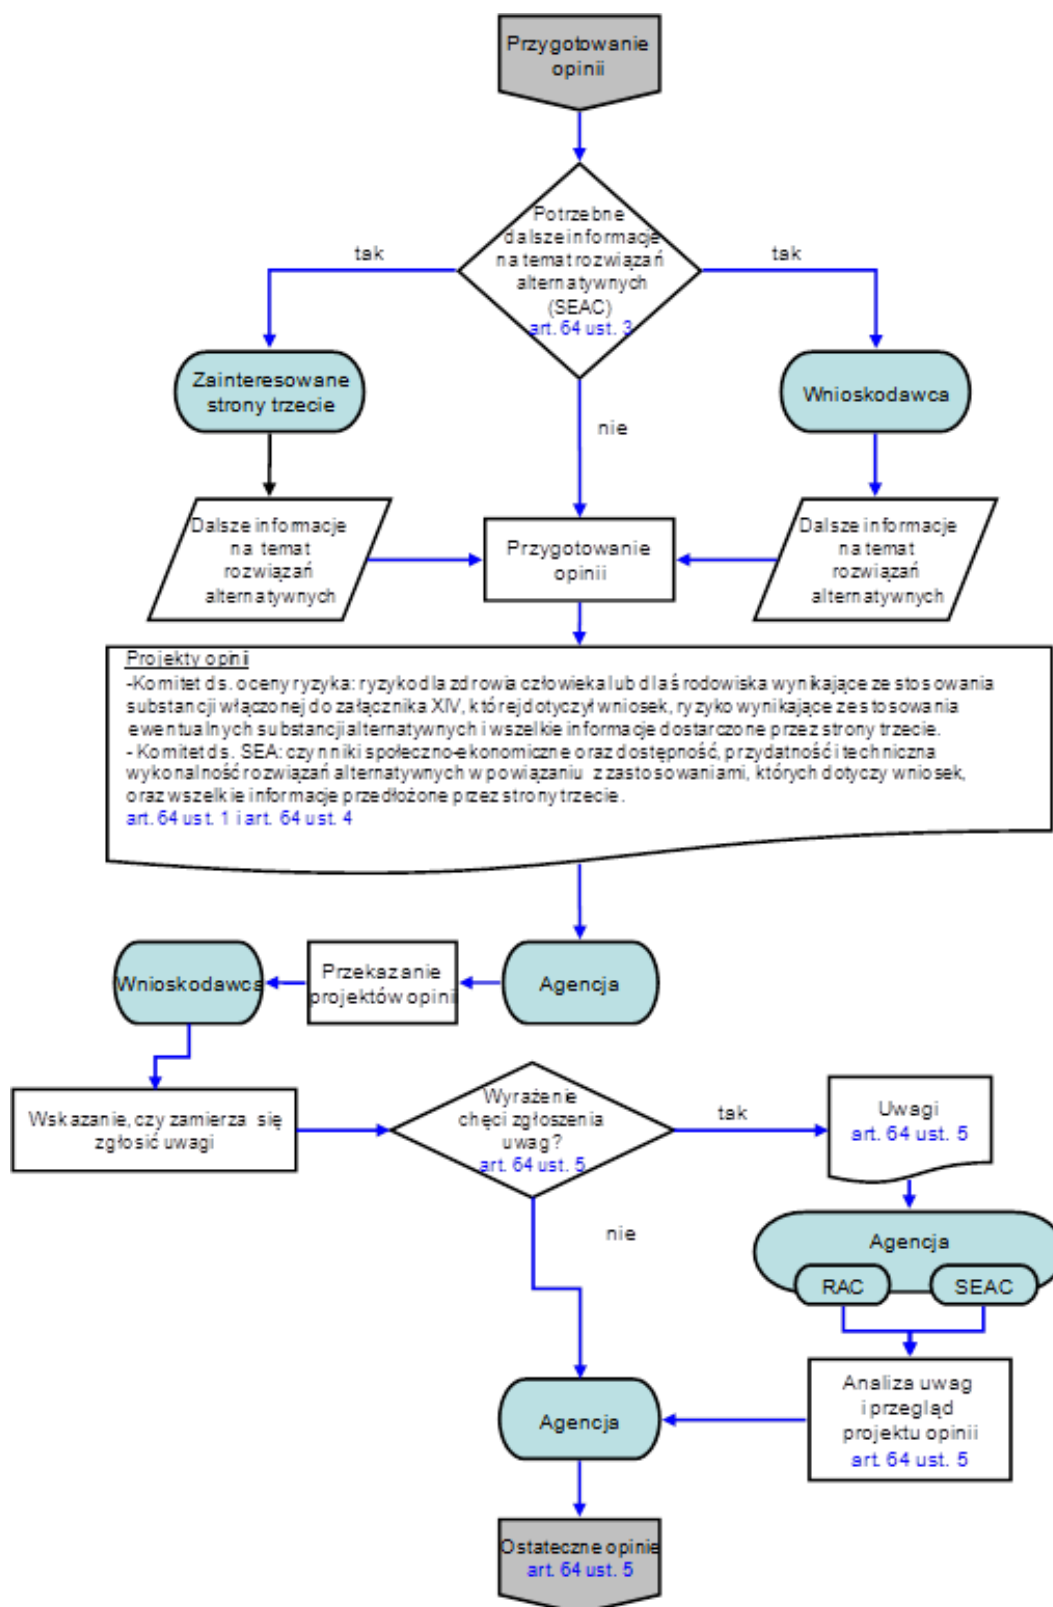 Przygotowanie
opinii
Potrzebne
dalsze informacje
na temat rozwiązań
alternatywnych
(SEAC)
art. 64 ust. 3
tak
tak
Zainteresowane
strony trzecie
Wnioskodawca
nie
Dalsze informacje
na temat
rozwiązań
alternatywnych
Przygotowanie
opinii
Dalsze informacje
na temat
rozwiązań
alternatywnych
Projekty opinii
-Komitet ds. oceny ryzyka: ryzyko dla zdrowia człowieka lub dla środowiska wynikające ze stosowania
substancji włączonej do załącznika XIV, której dotyczył wniosek, ryzyko wynikające ze stosowania
ewentualnych substancji alternatywnych i wszelkie informacje dostarczone przez strony trzecie.
- Komitet ds. SEA: czynniki społeczno-ekonomiczne oraz dostępność, przydatność i techniczna
wykonalność rozwiązań alternatywnych w powiązaniu z zastosowaniami, których dotyczy wniosek,
oraz wszelkie informacje przedłożone przez strony trzecie.
art. 64 ust. 1 i art. 64 ust. 4
Wnioskodawca
Przekazanie
projektów opini
Agencja
Wskazanie, czy zamierza się
zgłosić uwagi
Wyrażenie
chęci zgłoszenia
uwag?
art. 64 ust. 5
tak
Uwagi
art. 64 ust. 5
nie
Agencja
RAC
SEAC
Analiza uwag
i przegląd
projektu opinii
art. 64 ust. 5
Agencja
Ostateczne opinie
art. 64 ust. 5